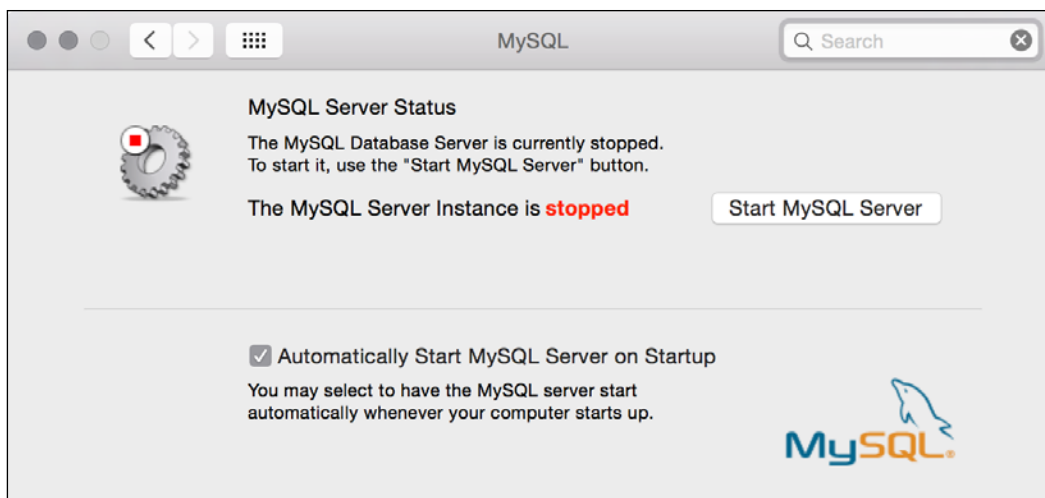 MySQL
Search
MySQL Server Status
The MySQL Database Server is currently stopped.
To start it, use the "Start MySQL Server" button.
The MySQL Server Instance is stopped
Start MySQL Server
Automatically Start MySQL Server on Startup
You may select to have the MySQL server start
automatically whenever your computer starts up.
MySQL®